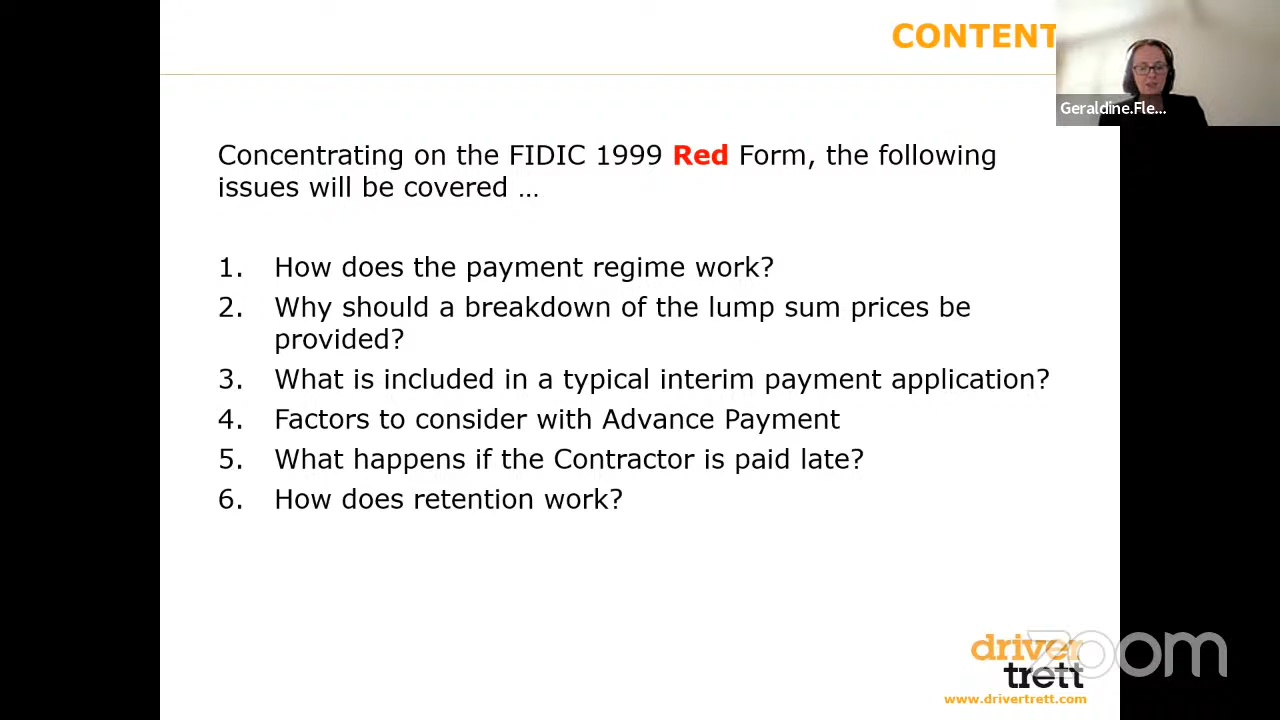 CONTENT
Geraldine.Fle...
Concentrating on the FIDIC 1999 Red Form, the following
issues will be covered …
1. How does the payment regime work?
2. Why should a breakdown of the lump sum prices be
provided?
3. What is included in a typical interim payment application?
4. Factors to consider with Advance Payment
5. What happens if the Contractor is paid late?
6. How does retention work?
driver
trett
zoom
www.drivertrett.com